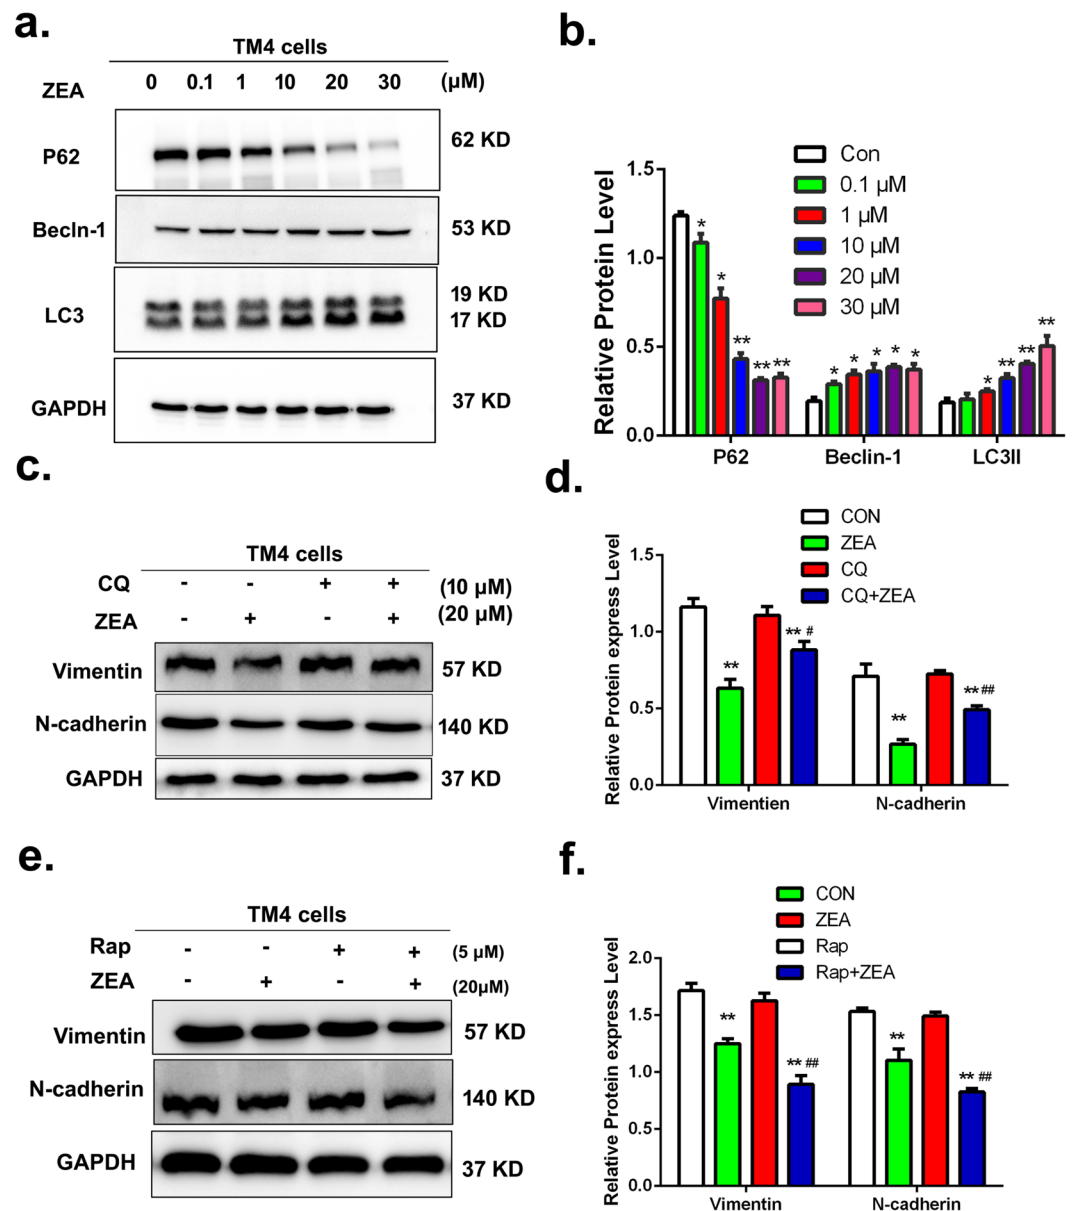 a.
TM4 cells
ZEA 0 0.1 1 10 20 30 (µM)
P62 62 KD
Becln-1 53 KD
LC3 19 KD
17 KD
GAPDH 37 KD
b.
Con
0.1 µM
1 µM
10 µM
20 µM
30 µM
Relative Protein Level
1.5
1.0
0.5
0.0
* * ** ** **
* * * * *
* ** ** **
P62 Beclin-1 LC3II
c.
TM4 cells
CQ - - + + (10 µM)
ZEA - + - + (20 µM)
Vimentin 57 KD
N-cadherin 140 KD
GAPDH 37 KD
d.
CON
ZEA
CQ
CQ+ZEA
Relative Protein express Level
1.5
1.0
0.5
0.0
** ** #
** ** ##
Vimentien N-cadherin
e.
TM4 cells
Rap - - + + (5 µM)
ZEA - + - + (20µM)
Vimentin 57 KD
N-cadherin 140 KD
GAPDH 37 KD
f.
CON
ZEA
Rap
Rap+ZEA
Relative Protein express Level
2.0
1.5
1.0
0.5
0.0
** ** ##
** ** ##
Vimentin N-cadherin